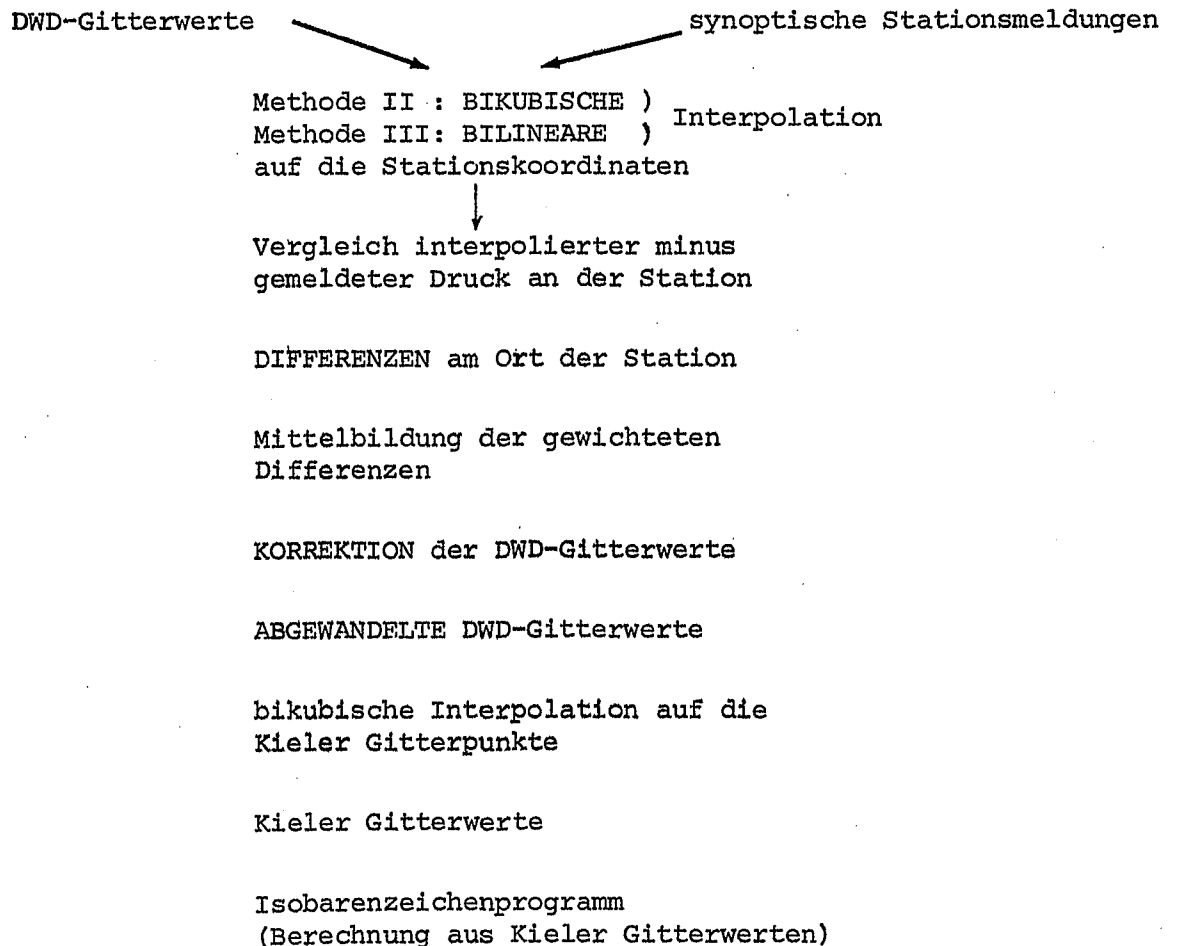 DWD-Gitterwerte synoptische Stationsmeldungen
Methode II : BIKUBISCHE )
Interpolation
Methode III: BILINEARE )
auf die Stationskoordinaten
Vergleich interpolierter minus
gemeldeter Druck an der Station
DIFFERENZEN am Ort der Station
Mittelbildung der gewichteten
Differenzen
KORREKTION der DWD-Gitterwerte
ABGEWANDELTE DWD-Gitterwerte
bikubische Interpolation auf die
Kieler Gitterpunkte
Kieler Gitterwerte
Isobarenzeichenprogramm
(Berechnung aus Kieler Gitterwerten)